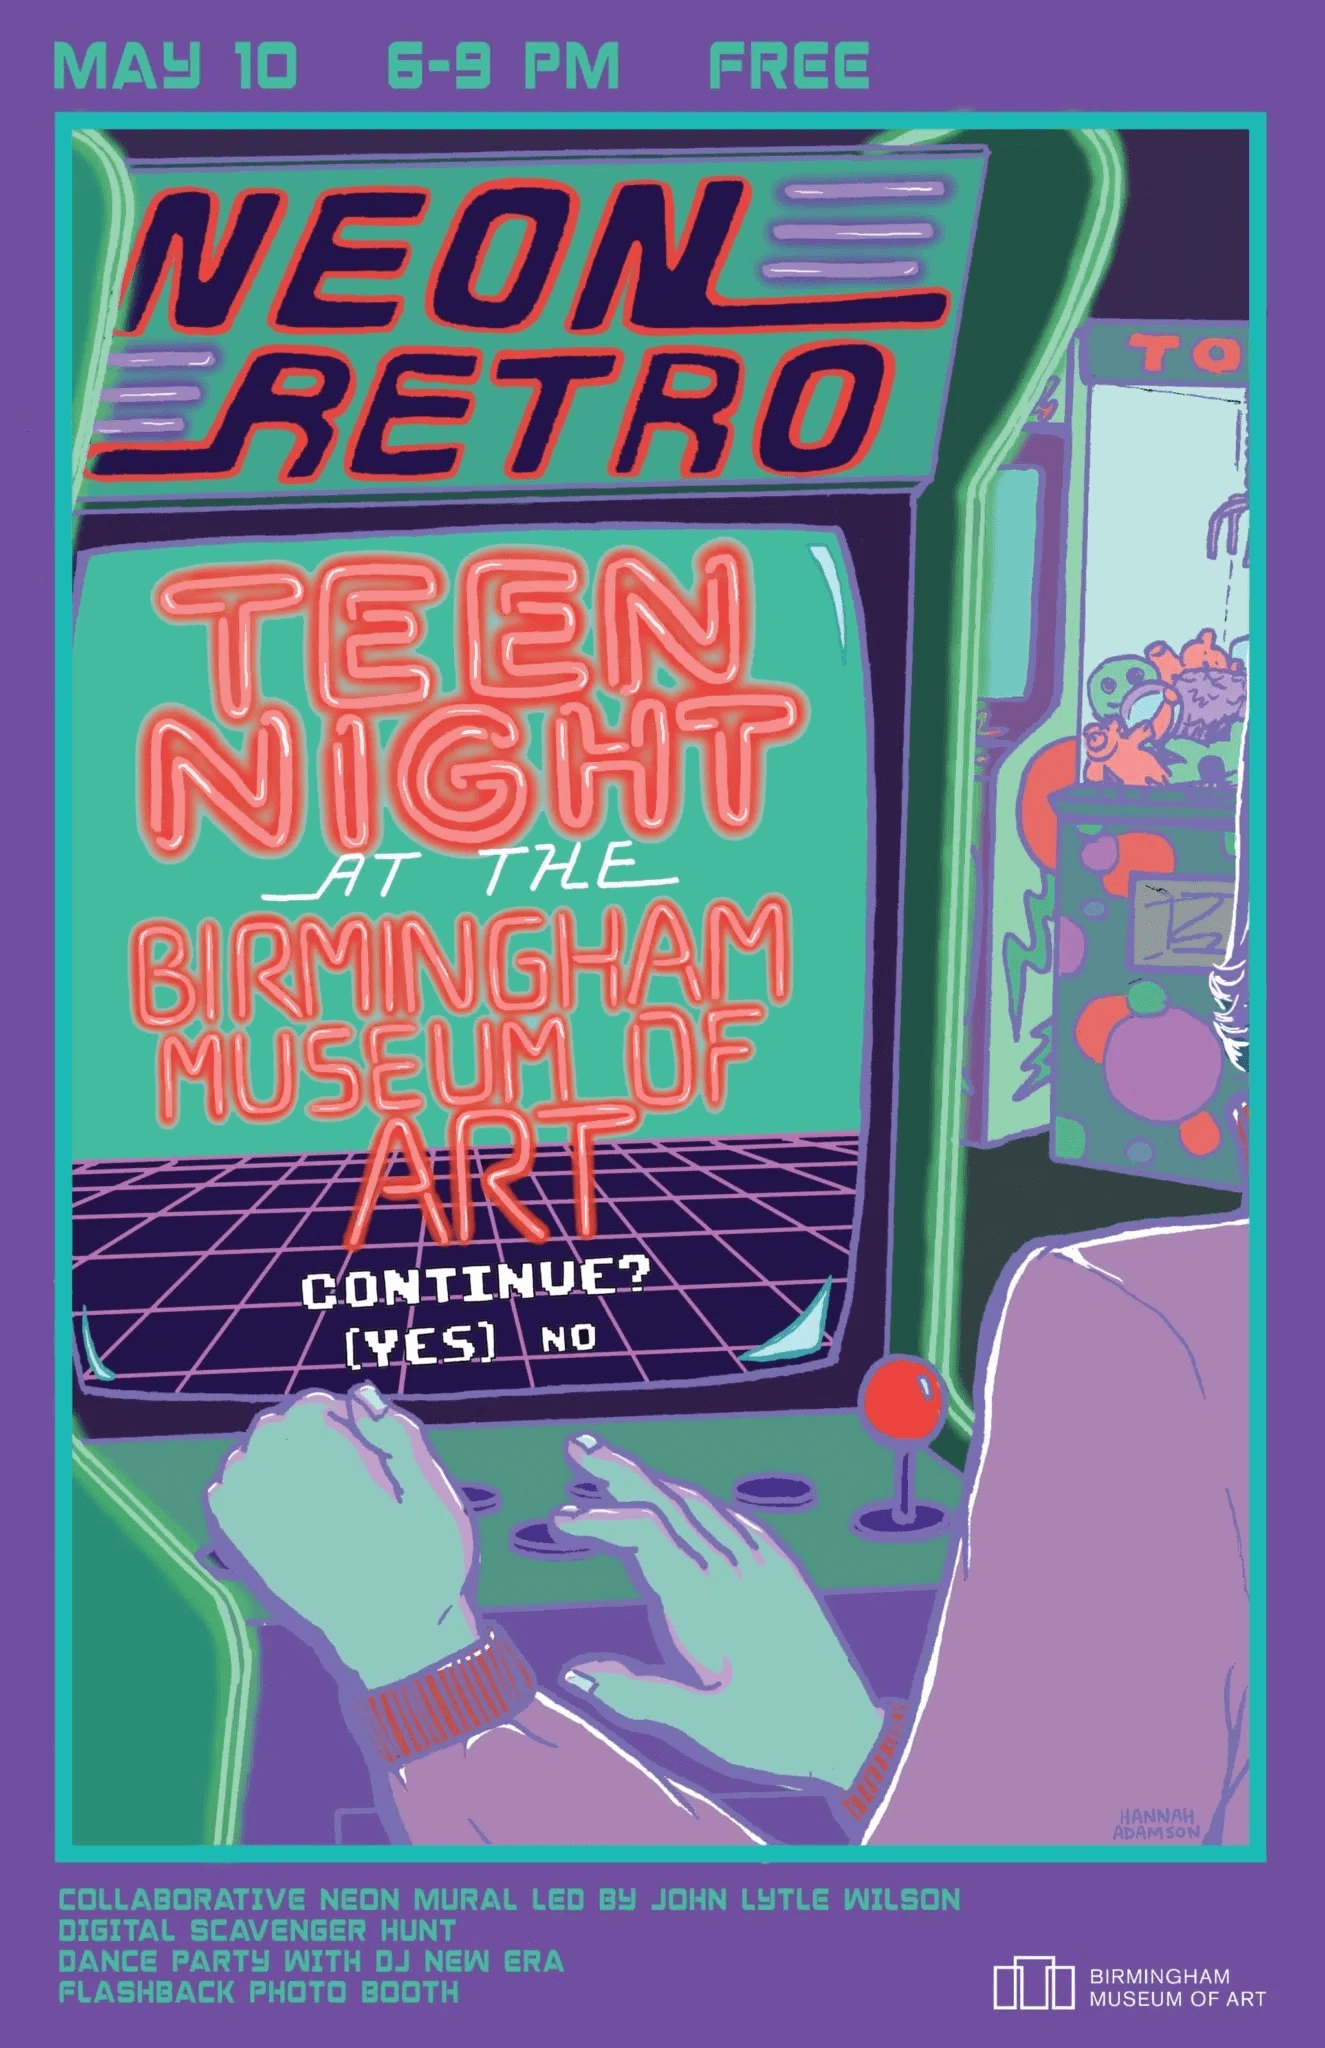 MAY 10 6-9 PM FREE
NEON
RETRO
TO
TEEN
NIGHT
AT THE
BIRMINGHAM
MUSEUM OF
ART
CONTINUE?
[YES] NO
HANNAH
ADAMSON
COLLABORATIVE NEON MURAL LED BY JOHN LYTLE WILSON
DIGITAL SCAVENGER HUNT
DANCE PARTY WITH DJ NEW ERA
FLASHBACK PHOTO BOOTH
BIRMINGHAM
MUSEUM OF ART